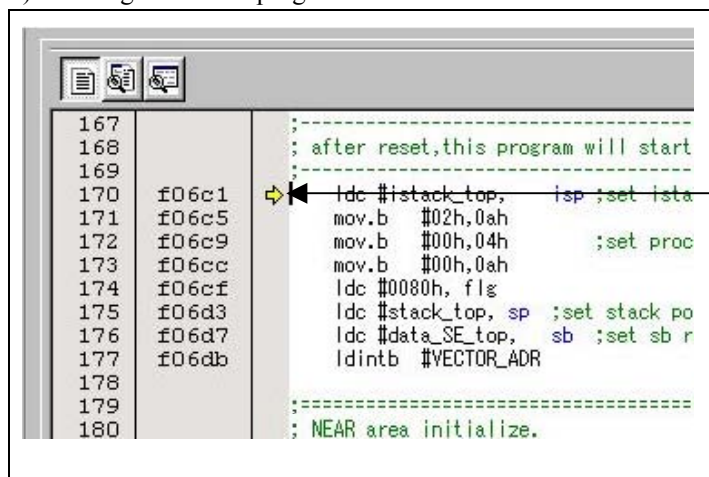 167 ;---------------------------------------
168 ; after reset,this program will start
169 ;---------------------------------------
170 f06c1 ldc #istack_top, isp ;set ista
171 f06c5 mov.b #02h,0ah
172 f06c9 mov.b #00h,04h ;set proc
173 f06cc mov.b #00h,0ah
174 f06cf ldc #0080h, flg
175 f06d3 ldc #stack_top, sp ;set stack po
176 f06d7 ldc #data_SE_top, sb ;set sb r
177 f06db ldintb #VECTOR_ADR
178
179 ;=======================================
180 ; NEAR area initialize.